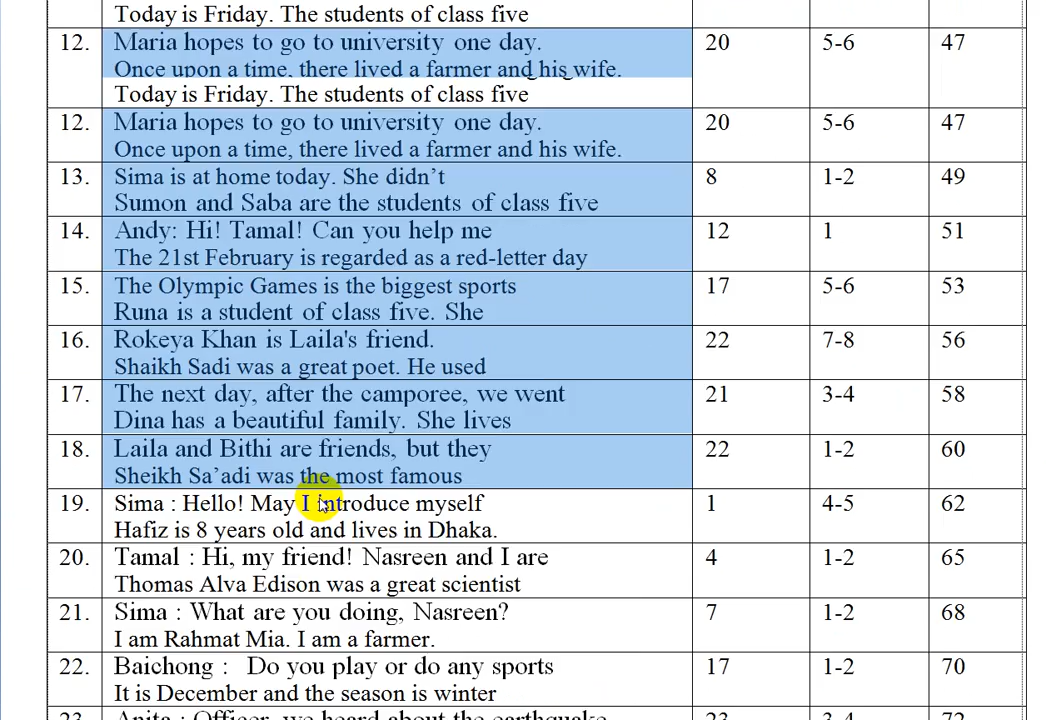 Today is Friday. The students of class five
12. Maria hopes to go to university one day. 20 5-6 47
Once upon a time, there lived a farmer and his wife.
Today is Friday. The students of class five
12. Maria hopes to go to university one day. 20 5-6 47
Once upon a time, there lived a farmer and his wife.
13. Sima is at home today. She didn’t 8 1-2 49
Sumon and Saba are the students of class five
14. Andy: Hi! Tamal! Can you help me 12 1 51
The 21st February is regarded as a red-letter day
15. The Olympic Games is the biggest sports 17 5-6 53
Runa is a student of class five. She
16. Rokeya Khan is Laila's friend. 22 7-8 56
Shaikh Sadi was a great poet. He used
17. The next day, after the camporee, we went 21 3-4 58
Dina has a beautiful family. She lives
18. Laila and Bithi are friends, but they 22 1-2 60
Sheikh Sa’adi was the most famous
19. Sima : Hello! May I introduce myself 1 4-5 62
Hafiz is 8 years old and lives in Dhaka.
20. Tamal : Hi, my friend! Nasreen and I are 4 1-2 65
Thomas Alva Edison was a great scientist
21. Sima : What are you doing, Nasreen? 7 1-2 68
I am Rahmat Mia. I am a farmer.
22. Baichong : Do you play or do any sports 17 1-2 70
It is December and the season is winter
23. Anita : Officer, we heard about the earthquake 23 3-4 72